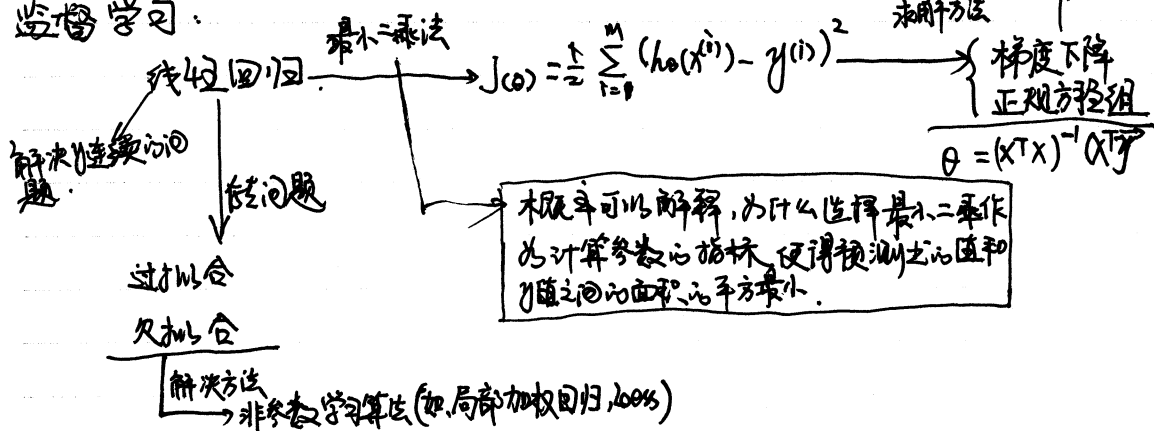 监督学习:
最小二乘法
求解方法
线性回归
J(θ) = 1/2 ∑_{i=1}^{m} (hθ(x^(i)) - y^(i))^2
梯度下降
正规方程组
θ = (X^T X)^{-1} (X^T y⃗)
解决y连续的问
题.
存在问题
过拟合
欠拟合
概率可以解释,为什么选择最小二乘作
为计算参数的指标,使得预测出的值和
y值之间的面积的平方最小.
解决方法
非参数学习算法(如,局部加权回归,loess)